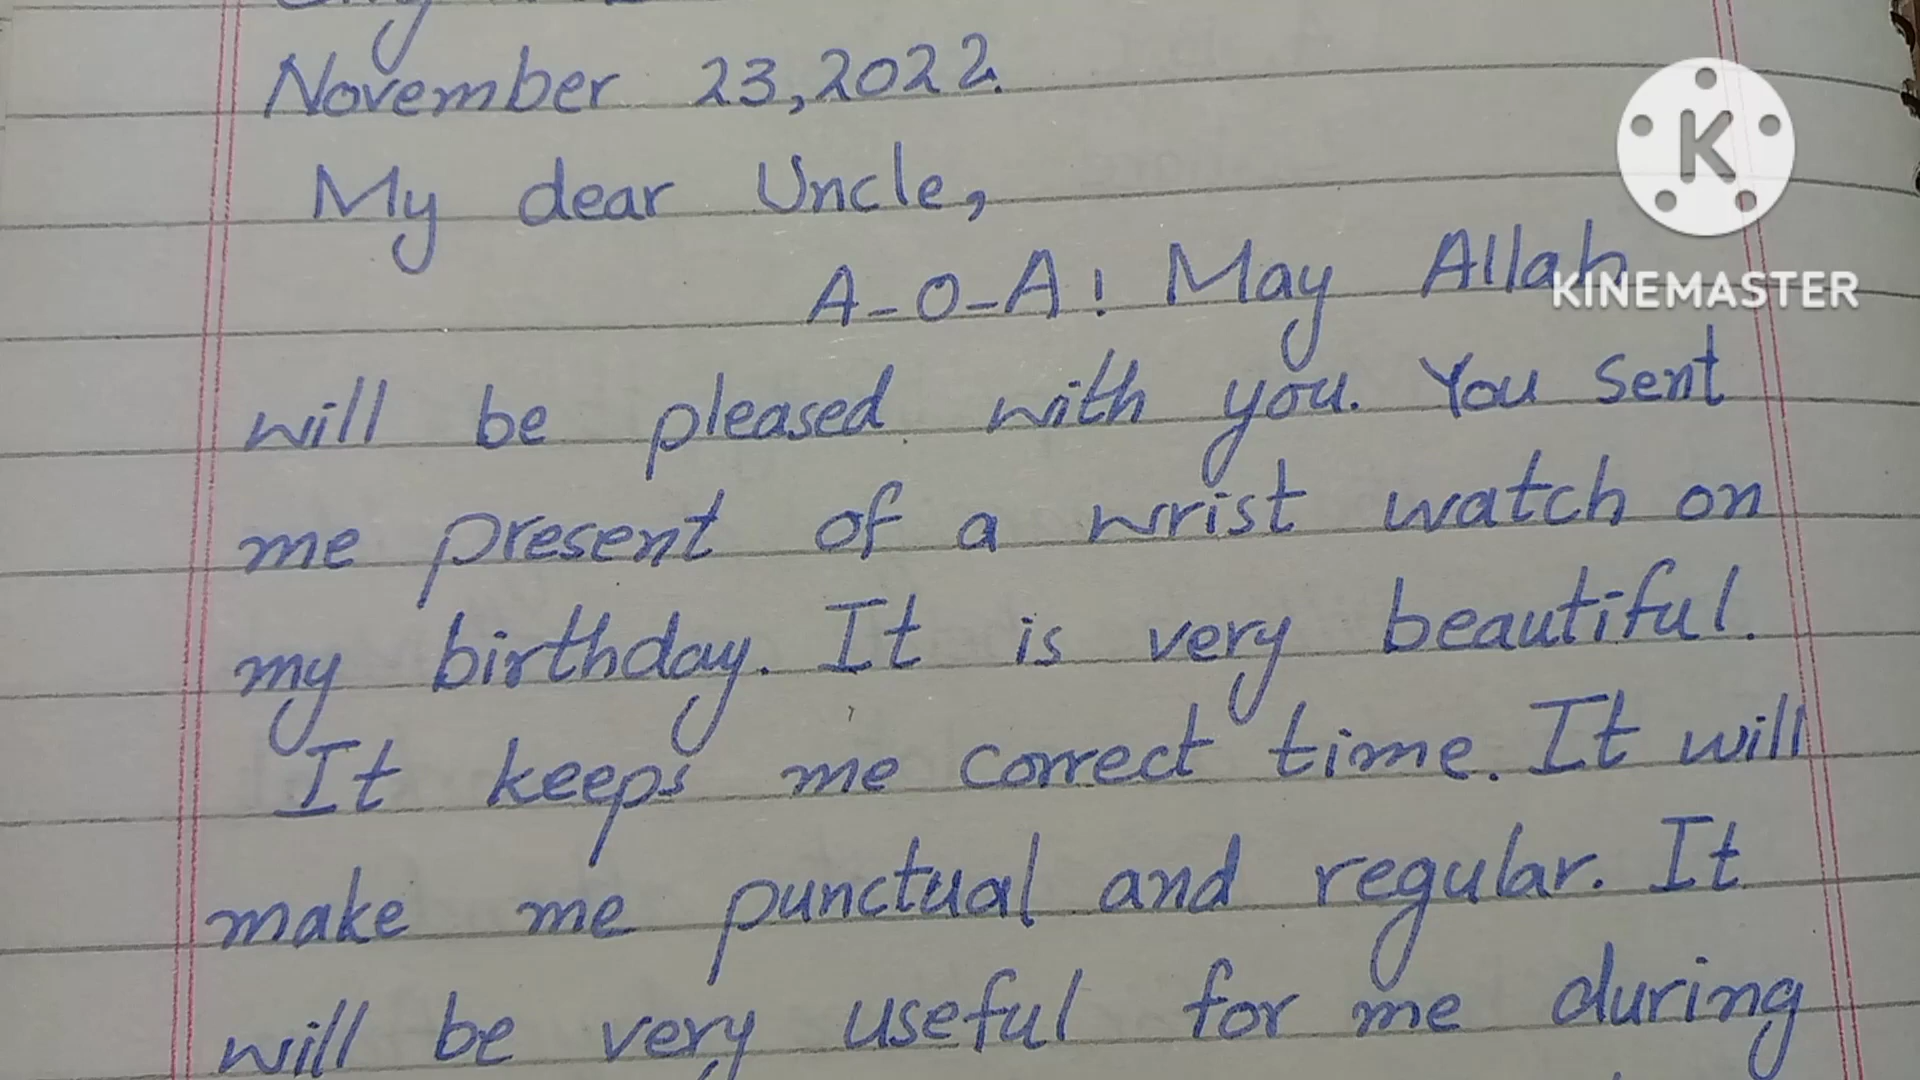 November 23,2022.
My dear Uncle,
A-O-A! May Allah
will be pleased with you. You sent
me present of a wrist watch on
my birthday. It is very beautiful.
It keeps me correct time. It will
make me punctual and regular. It
will be very useful for me during
K
KINEMASTER